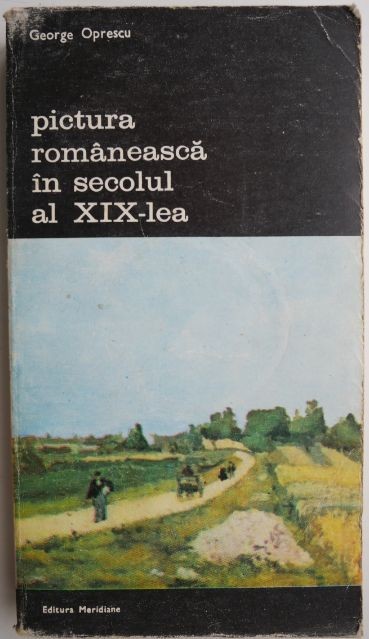 George Oprescu
pictura
românească
în secolul
al XIX-lea
Editura Meridiane